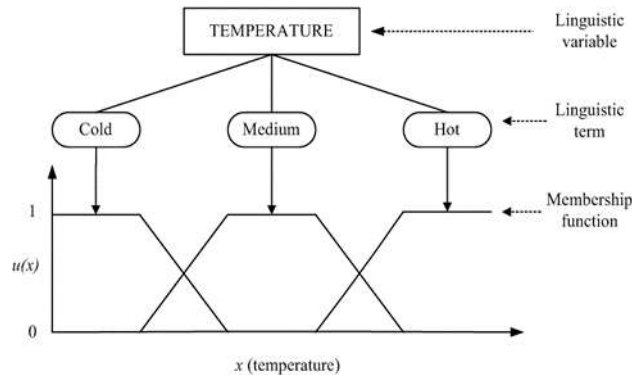 TEMPERATURE
Linguistic
variable
Cold
Medium
Hot
Linguistic
term
1
Membership
function
u(x)
0
x (temperature)